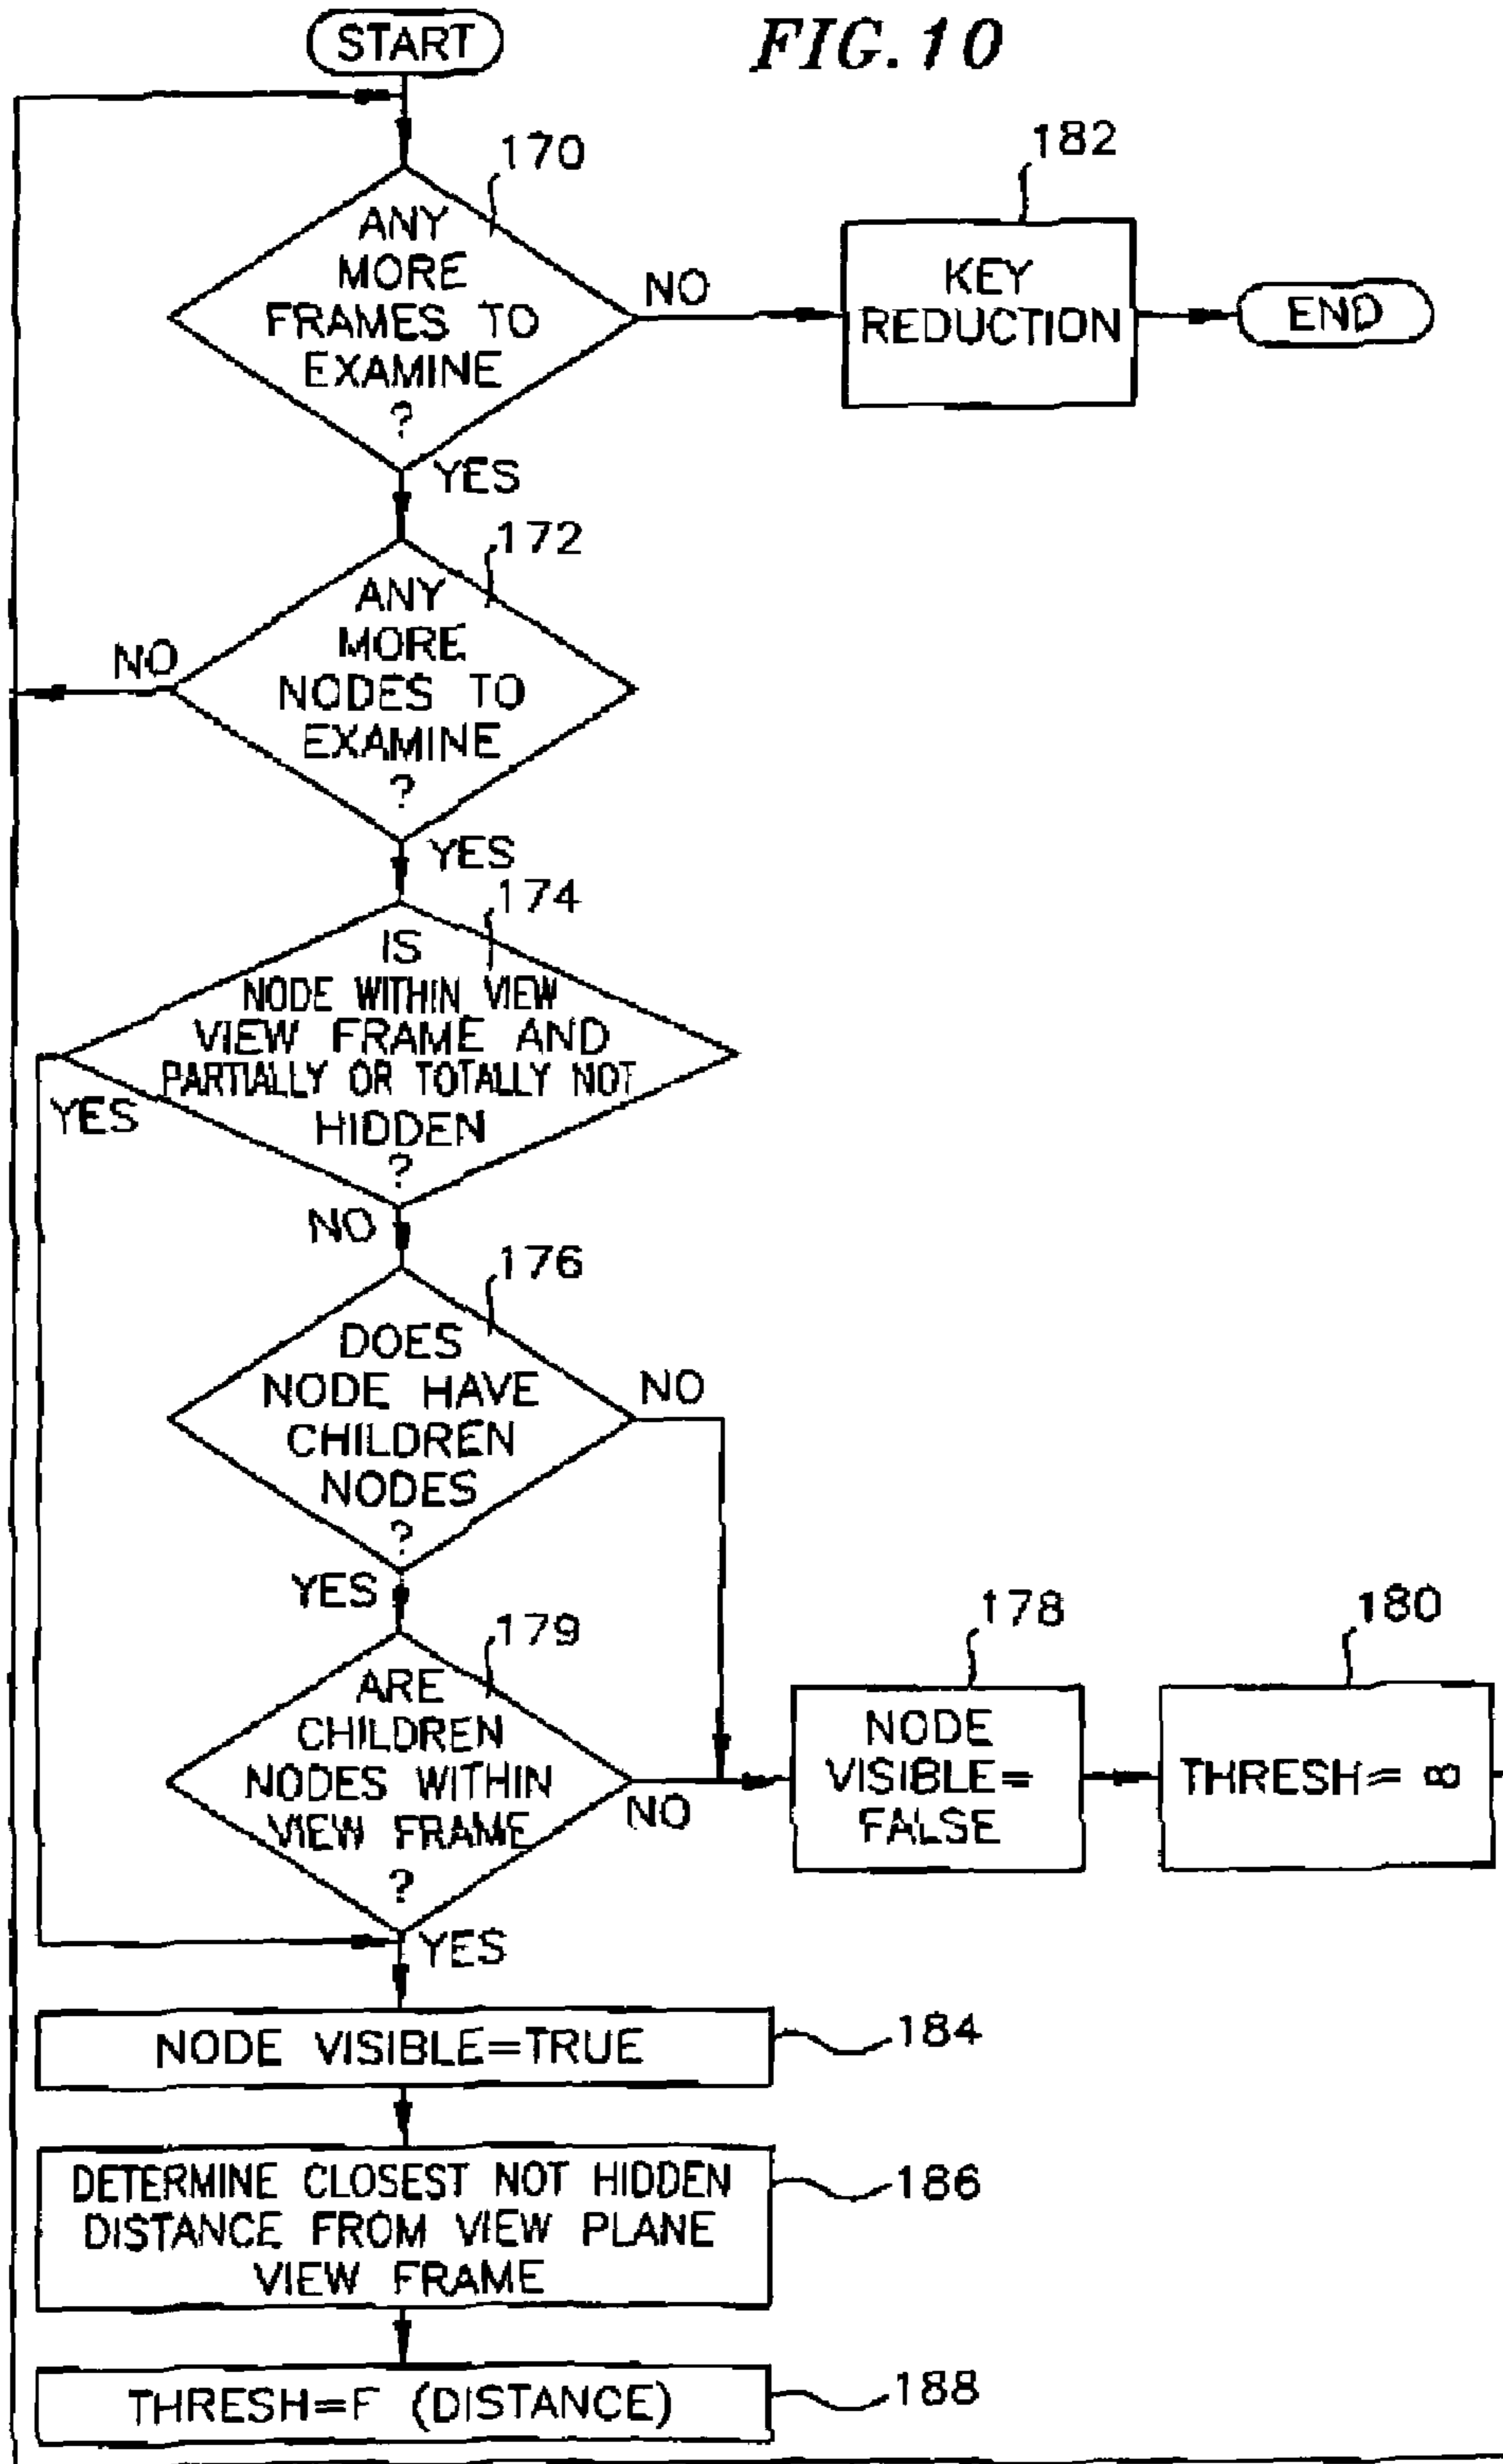 FIG. 10
START
170
ANY
MORE
FRAMES TO
EXAMINE
?
NO
182
KEY
REDUCTION
END
YES
172
ANY
MORE
NODES TO
EXAMINE
?
NO
YES
174
IS
NODE WITHIN VIEW
VIEW FRAME AND
PARTIALLY OR TOTALLY NOT
HIDDEN
?
YES
NO
176
DOES
NODE HAVE
CHILDREN
NODES
?
NO
YES
179
ARE
CHILDREN
NODES WITHIN
VIEW FRAME
?
NO
178
NODE
VISIBLE=
FALSE
180
THRESH= ∞
YES
NODE VISIBLE=TRUE
184
DETERMINE CLOSEST NOT HIDDEN
DISTANCE FROM VIEW PLANE
VIEW FRAME
186
THRESH=F (DISTANCE)
188